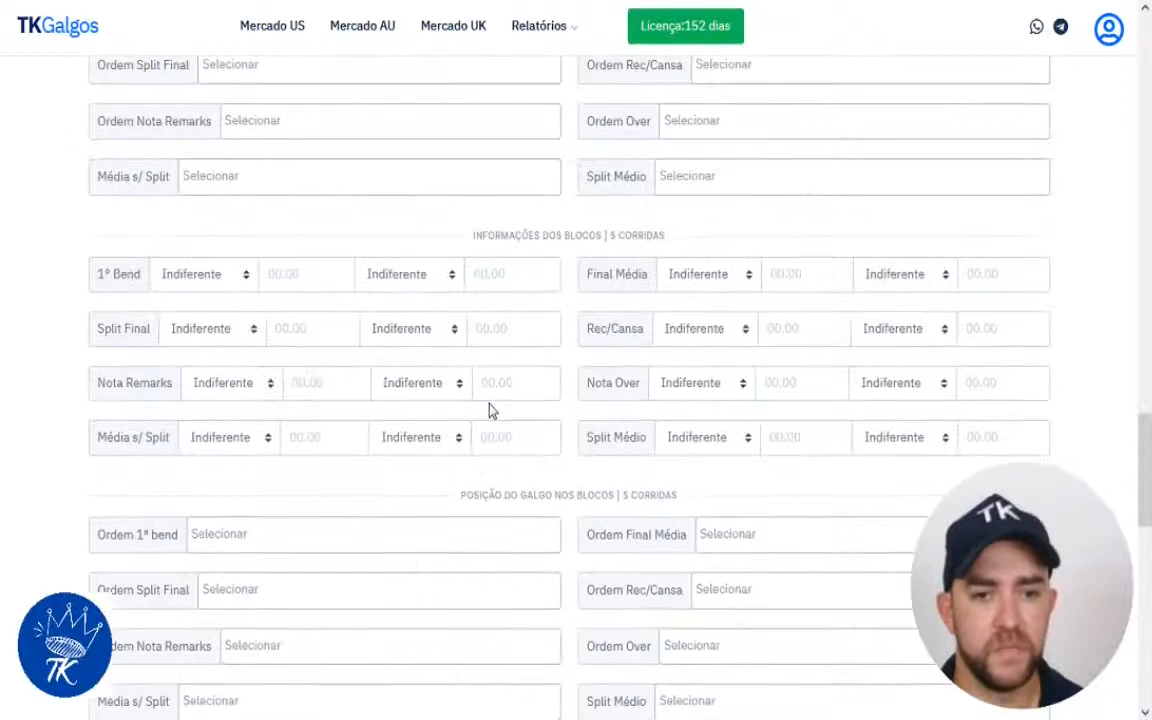 TKGalgos Mercado US Mercado AU Mercado UK Relatórios Licença:152 dias
Ordem Split Final Selecionar Ordem Rec/Cansa Selecionar
Ordem Nota Remarks Selecionar Ordem Over Selecionar
Média s/ Split Selecionar Split Médio Selecionar
INFORMAÇÕES DOS BLOCOS | 5 CORRIDAS
1º Bend Indiferente 00.00 Indiferente 00.00 Final Média Indiferente 00.00 Indiferente 00.00
Split Final Indiferente 00.00 Indiferente 00.00 Rec/Cansa Indiferente 00.00 Indiferente 00.00
Nota Remarks Indiferente 00.00 Indiferente 00.00 Nota Over Indiferente 00.00 Indiferente 00.00
Média s/ Split Indiferente 00.00 Indiferente 00.00 Split Médio Indiferente 00.00 Indiferente 00.00
POSIÇÃO DO GALGO NOS BLOCOS | 5 CORRIDAS
Ordem 1º bend Selecionar Ordem Final Média Selecionar
Ordem Split Final Selecionar Ordem Rec/Cansa Selecionar
dem Nota Remarks Selecionar Ordem Over Selecionar
Média s/ Split Selecionar Split Médio Selecionar
TK
TK